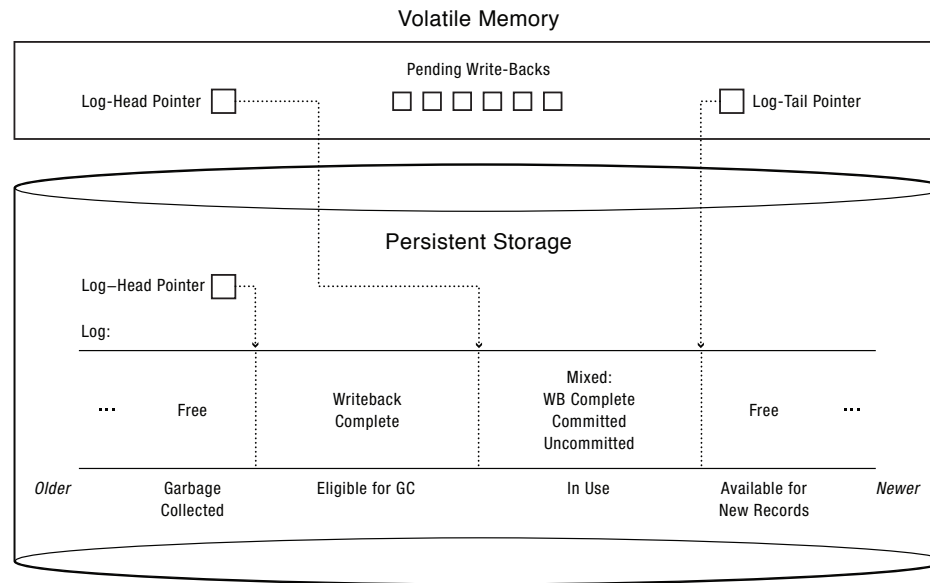 Volatile Memory
Pending Write-Backs
Log-Head Pointer
Log-Tail Pointer
Persistent Storage
Log–Head Pointer
Log:
... Free
Writeback
Complete
Mixed:
WB Complete
Committed
Uncommitted
Free ...
Older
Garbage
Collected
Eligible for GC
In Use
Available for
New Records
Newer